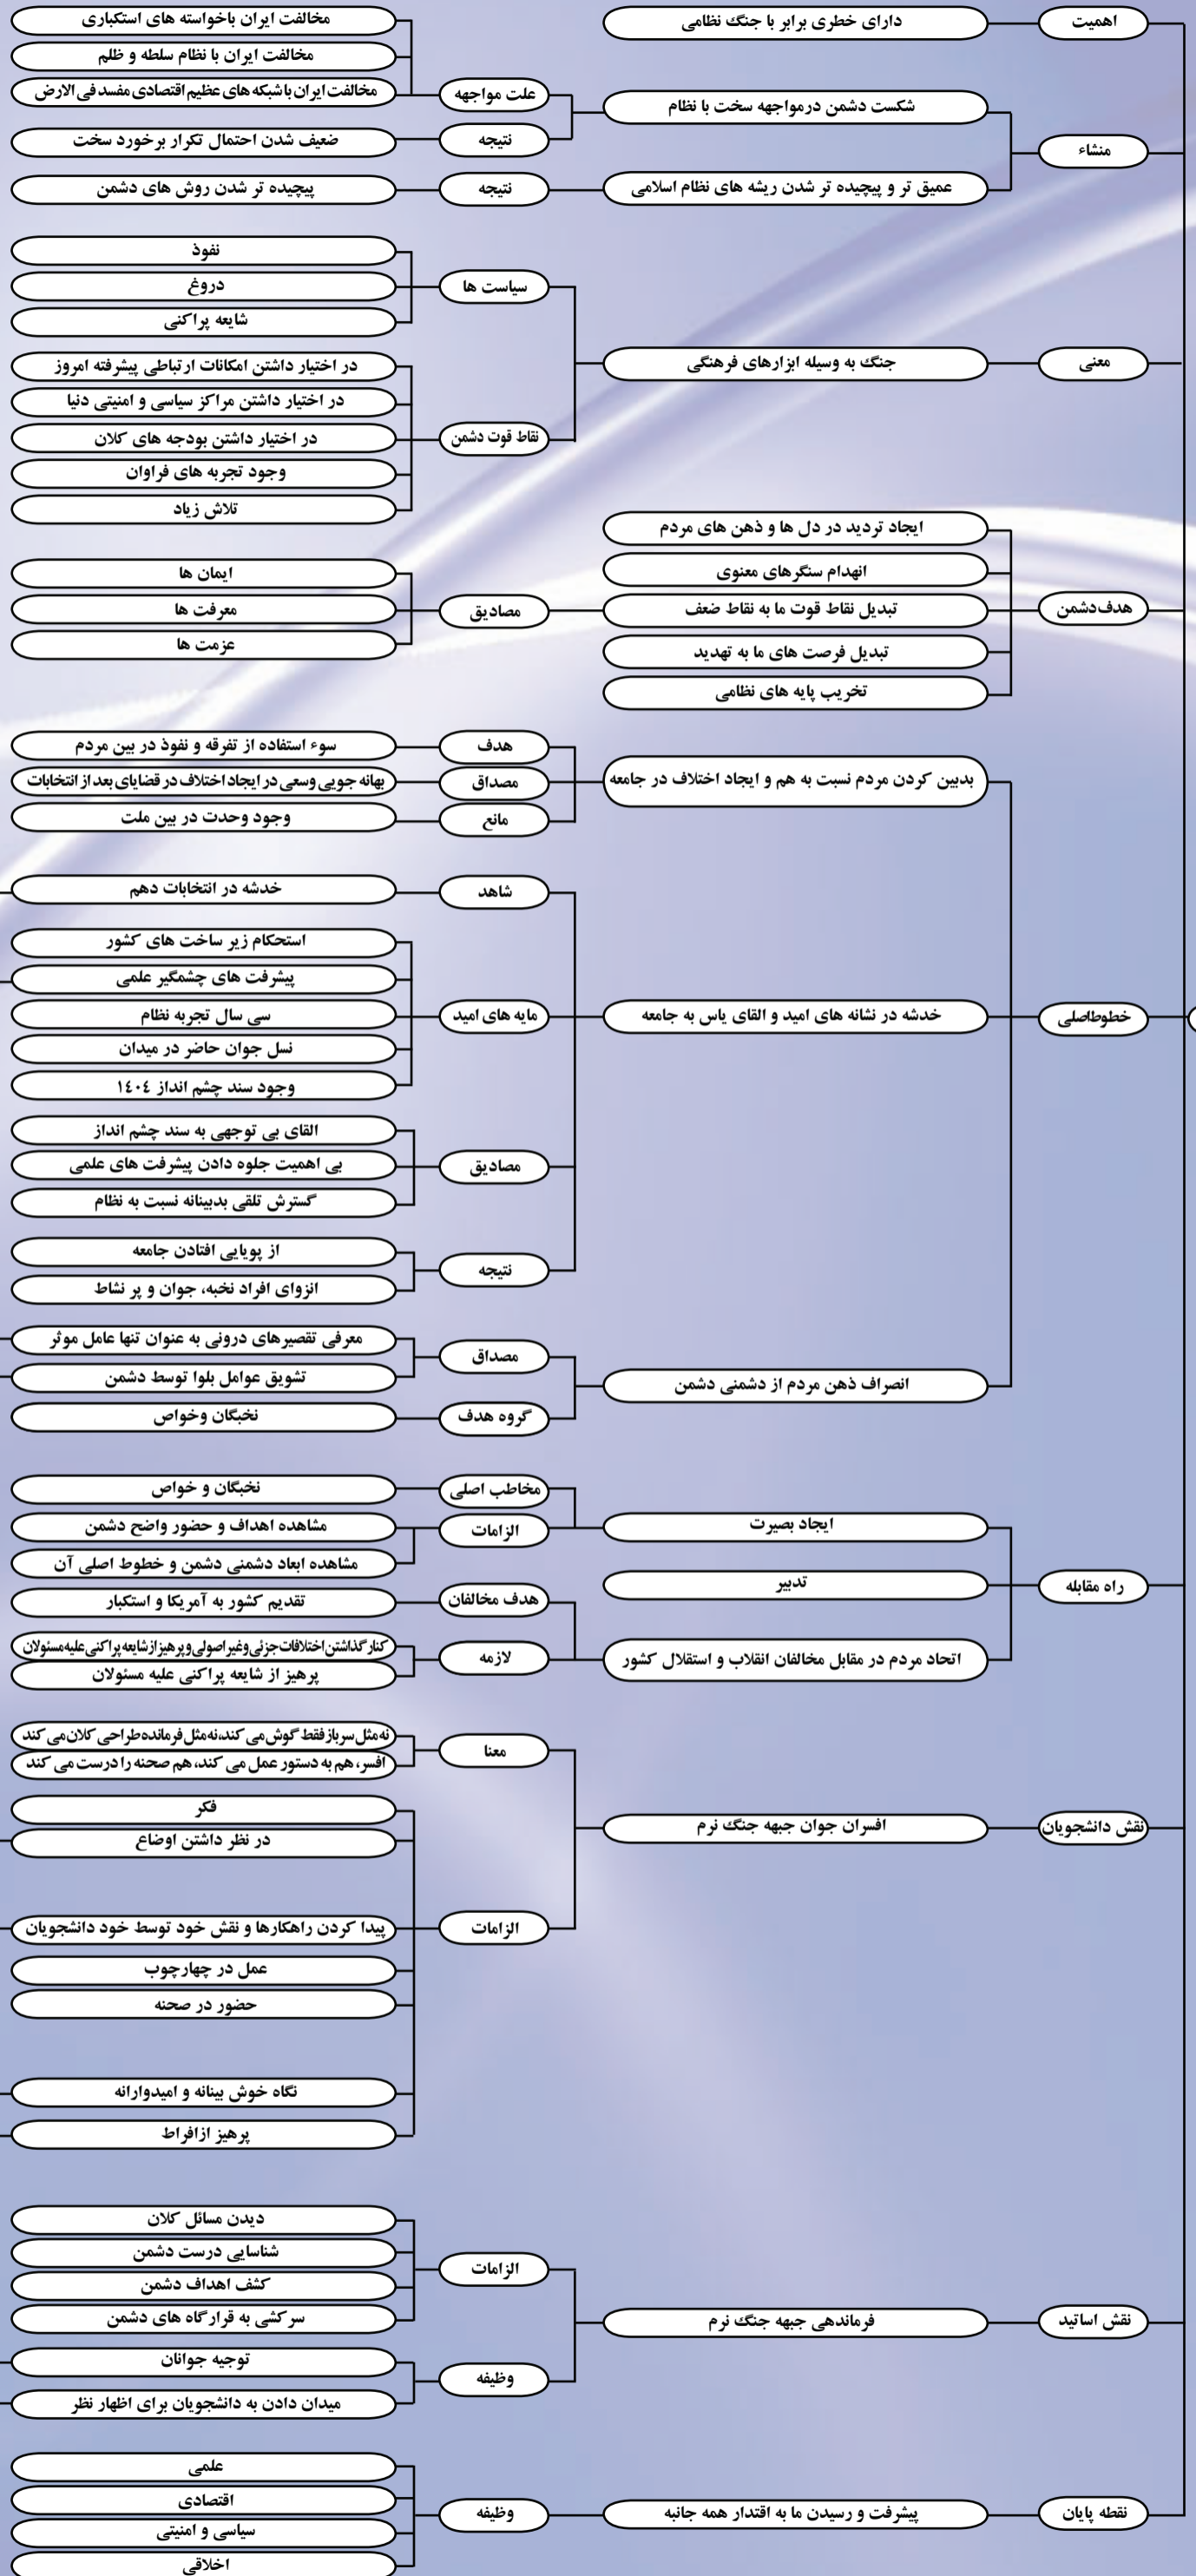 اهمیت
دارای خطری برابر با جنگ نظامی
منشاء
شکست دشمن درمواجهه سخت با نظام
علت مواجهه
مخالفت ایران باخواسته های استکباری
مخالفت ایران با نظام سلطه و ظلم
مخالفت ایران با شبکه های عظیم اقتصادی مفسد فی الارض
نتیجه
ضعیف شدن احتمال تکرار برخورد سخت
عمیق تر و پیچیده تر شدن ریشه های نظام اسلامی
نتیجه
پیچیده تر شدن روش های دشمن
معنی
جنگ به وسیله ابزارهای فرهنگی
سیاست ها
نفوذ
دروغ
شایعه پراکنی
نقاط قوت دشمن
در اختیار داشتن امکانات ارتباطی پیشرفته امروز
در اختیار داشتن مراکز سیاسی و امنیتی دنیا
در اختیار داشتن بودجه های کلان
وجود تجربه های فراوان
تلاش زیاد
هدف دشمن
ایجاد تردید در دل ها و ذهن های مردم
انهدام سنگرهای معنوی
تبدیل نقاط قوت ما به نقاط ضعف
مصادیق
ایمان ها
معرفت ها
عزمت ها
تبدیل فرصت های ما به تهدید
تخریب پایه های نظامی
خطوط اصلی
بدبین کردن مردم نسبت به هم و ایجاد اختلاف در جامعه
هدف
سوء استفاده از تفرقه و نفوذ در بین مردم
مصداق
بهانه جویی وسعی در ایجاد اختلاف در قضایای بعد از انتخابات
مانع
وجود وحدت در بین ملت
خدشه در نشانه های امید و القای یاس به جامعه
شاهد
خدشه در انتخابات دهم
مایه های امید
استحکام زیر ساخت های کشور
پیشرفت های چشمگیر علمی
سی سال تجربه نظام
نسل جوان حاضر در میدان
وجود سند چشم انداز ۱٤۰٤
مصادیق
القای بی توجهی به سند چشم انداز
بی اهمیت جلوه دادن پیشرفت های علمی
گسترش تلقی بدبینانه نسبت به نظام
نتیجه
از پویایی افتادن جامعه
انزوای افراد نخبه، جوان و پر نشاط
انصراف ذهن مردم از دشمنی دشمن
مصداق
معرفی تقصیرهای درونی به عنوان تنها عامل موثر
تشویق عوامل بلوا توسط دشمن
گروه هدف
نخبگان وخواص
راه مقابله
ایجاد بصیرت
مخاطب اصلی
نخبگان و خواص
الزامات
مشاهده اهداف و حضور واضح دشمن
مشاهده ابعاد دشمنی دشمن و خطوط اصلی آن
تدبیر
اتحاد مردم در مقابل مخالفان انقلاب و استقلال کشور
هدف مخالفان
تقدیم کشور به آمریکا و استکبار
لازمه
کنار گذاشتن اختلافات جزئی و غیر اصولی و پرهیز از شایعه پراکنی علیه مسئولان
پرهیز از شایعه پراکنی علیه مسئولان
نقش دانشجویان
افسران جوان جبهه جنگ نرم
معنا
نه مثل سرباز فقط گوش می کند، نه مثل فرمانده طراحی کلان می کند
افسر، هم به دستور عمل می کند، هم صحنه را درست می کند
الزامات
فکر
در نظر داشتن اوضاع
پیدا کردن راهکارها و نقش خود توسط خود دانشجویان
عمل در چهارچوب
حضور در صحنه
نگاه خوش بینانه و امیدوارانه
پرهیز ازافراط
نقش اساتید
فرماندهی جبهه جنگ نرم
الزامات
دیدن مسائل کلان
شناسایی درست دشمن
کشف اهداف دشمن
سرکشی به قرارگاه های دشمن
وظیفه
توجیه جوانان
میدان دادن به دانشجویان برای اظهار نظر
نقطه پایان
پیشرفت و رسیدن ما به اقتدار همه جانبه
وظیفه
علمی
اقتصادی
سیاسی و امنیتی
اخلاقی